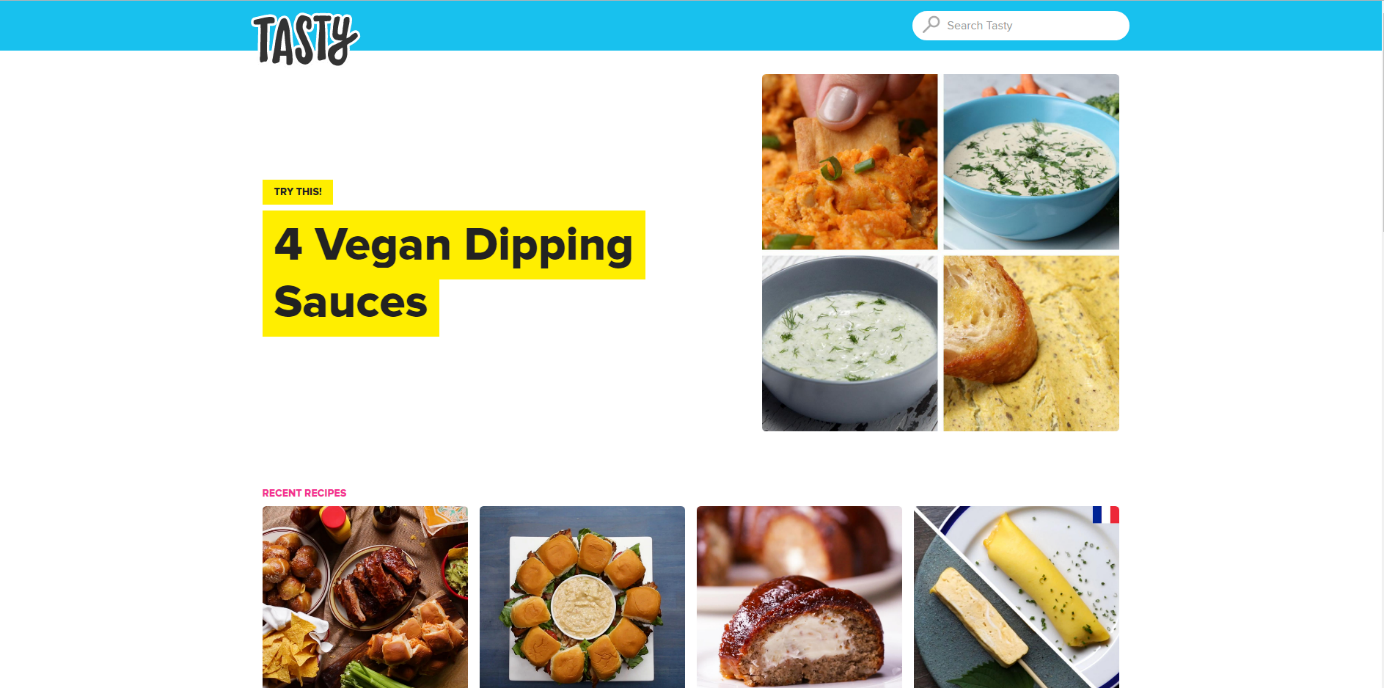 TASTY
Search Tasty
TRY THIS!
4 Vegan Dipping
Sauces
RECENT RECIPES